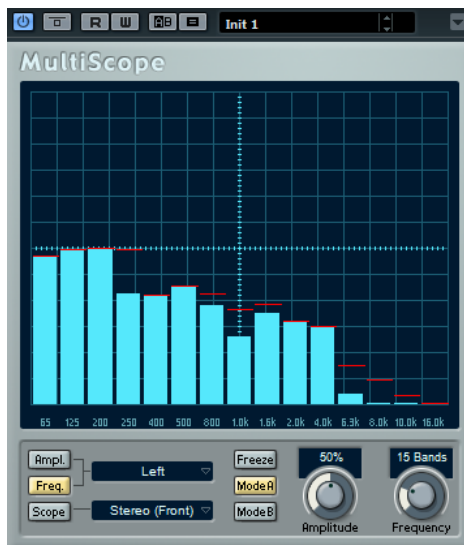 R W AB Init 1
MultiScope
65 125 200 250 400 500 800 1.0k 1.6k 2.0k 4.0k 6.3k 8.0k 10.0k 16.0k
Ampl. Left Freeze 50% 15 Bands
Freq. Mode A
Scope Stereo (Front) Mode B
Amplitude Frequency